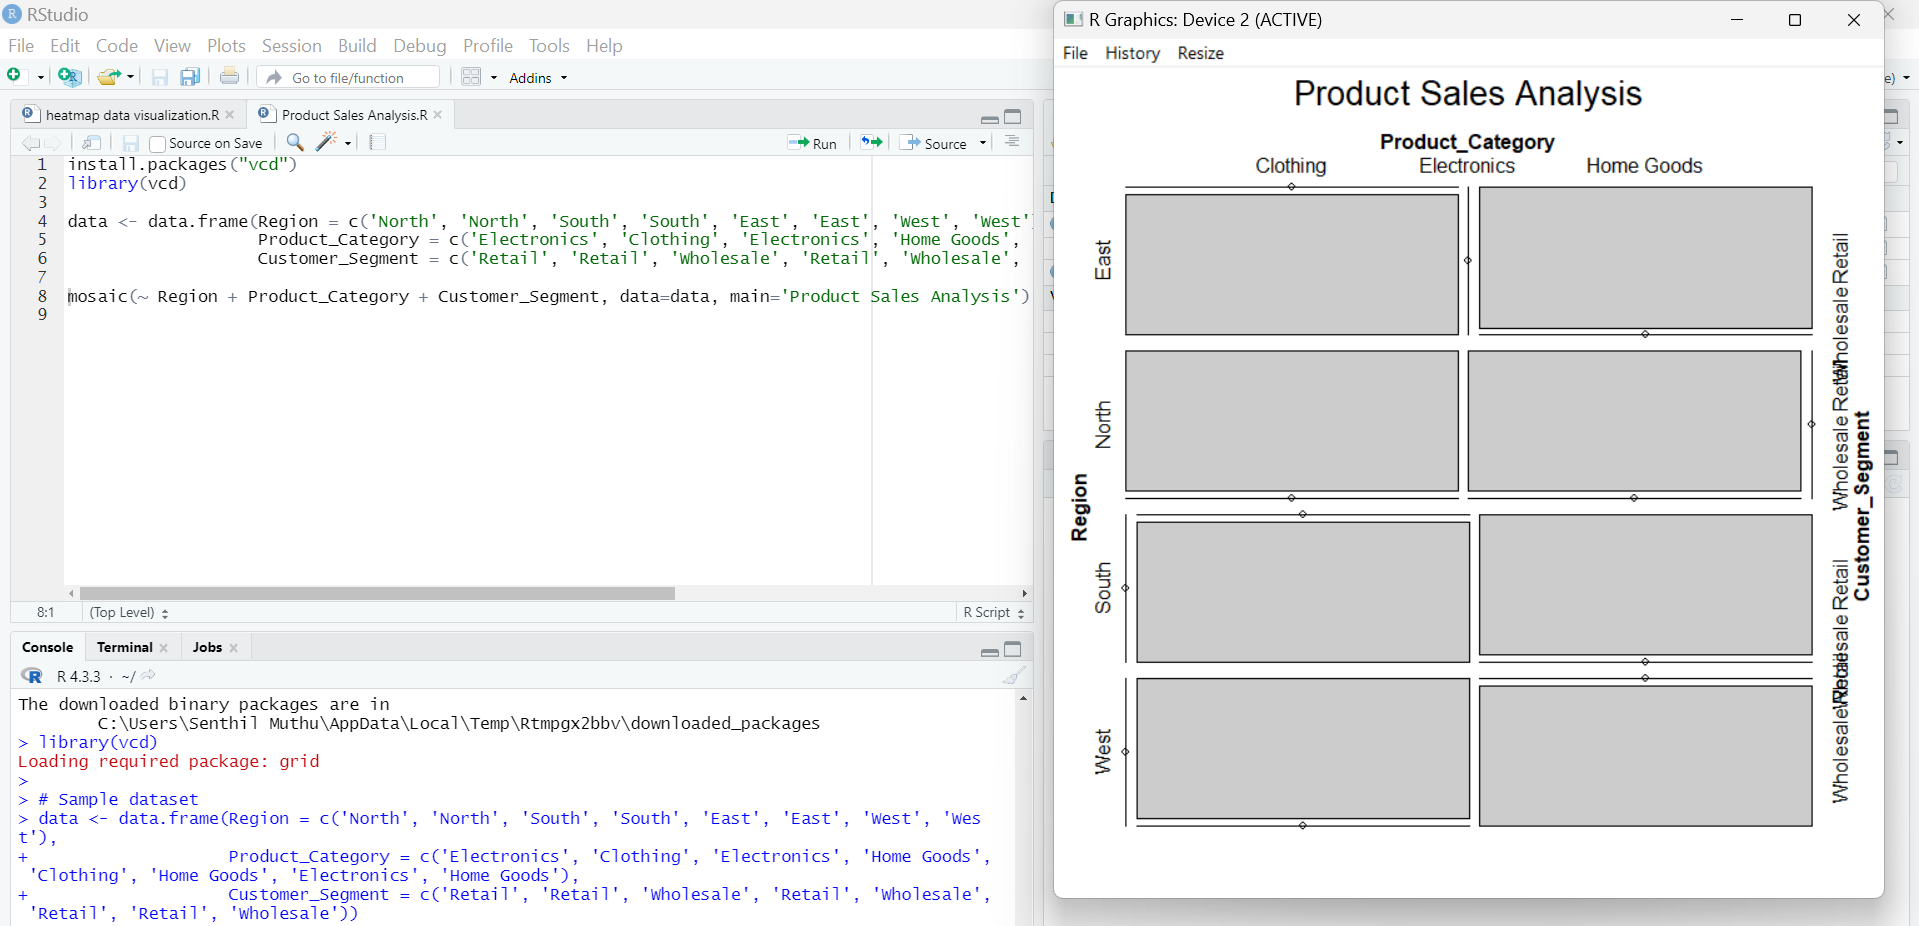 RStudio
File Edit Code View Plots Session Build Debug Profile Tools Help
Go to file/function
Addins
heatmap data visualization.R
Product Sales Analysis.R
Source on Save
Run
Source
1 install.packages("vcd")
2 library(vcd)
3
4 data <- data.frame(Region = c('North', 'North', 'South', 'South', 'East', 'East', 'West', 'West'
5 Product_Category = c('Electronics', 'Clothing', 'Electronics', 'Home Goods',
6 Customer_Segment = c('Retail', 'Retail', 'Wholesale', 'Retail', 'Wholesale',
7
8 mosaic(~ Region + Product_Category + Customer_Segment, data=data, main='Product Sales Analysis')
9
8:1
(Top Level)
R Script
Console
Terminal
Jobs
R 4.3.3 · ~/
The downloaded binary packages are in
C:\Users\Senthil Muthu\AppData\Local\Temp\Rtmpgx2bbv\downloaded_packages
> library(vcd)
Loading required package: grid
>
> # Sample dataset
> data <- data.frame(Region = c('North', 'North', 'South', 'South', 'East', 'East', 'West', 'Wes
t'),
+ Product_Category = c('Electronics', 'Clothing', 'Electronics', 'Home Goods',
'Clothing', 'Home Goods', 'Electronics', 'Home Goods'),
+ Customer_Segment = c('Retail', 'Retail', 'Wholesale', 'Retail', 'Wholesale',
'Retail', 'Retail', 'Wholesale'))
R Graphics: Device 2 (ACTIVE)
File History Resize
Product Sales Analysis
Product_Category
Clothing Electronics Home Goods
Region
East
North
South
West
Wholesale Retail
Wholesale Retail
Wholesale Retail
Wholesale Retail
Customer_Segment